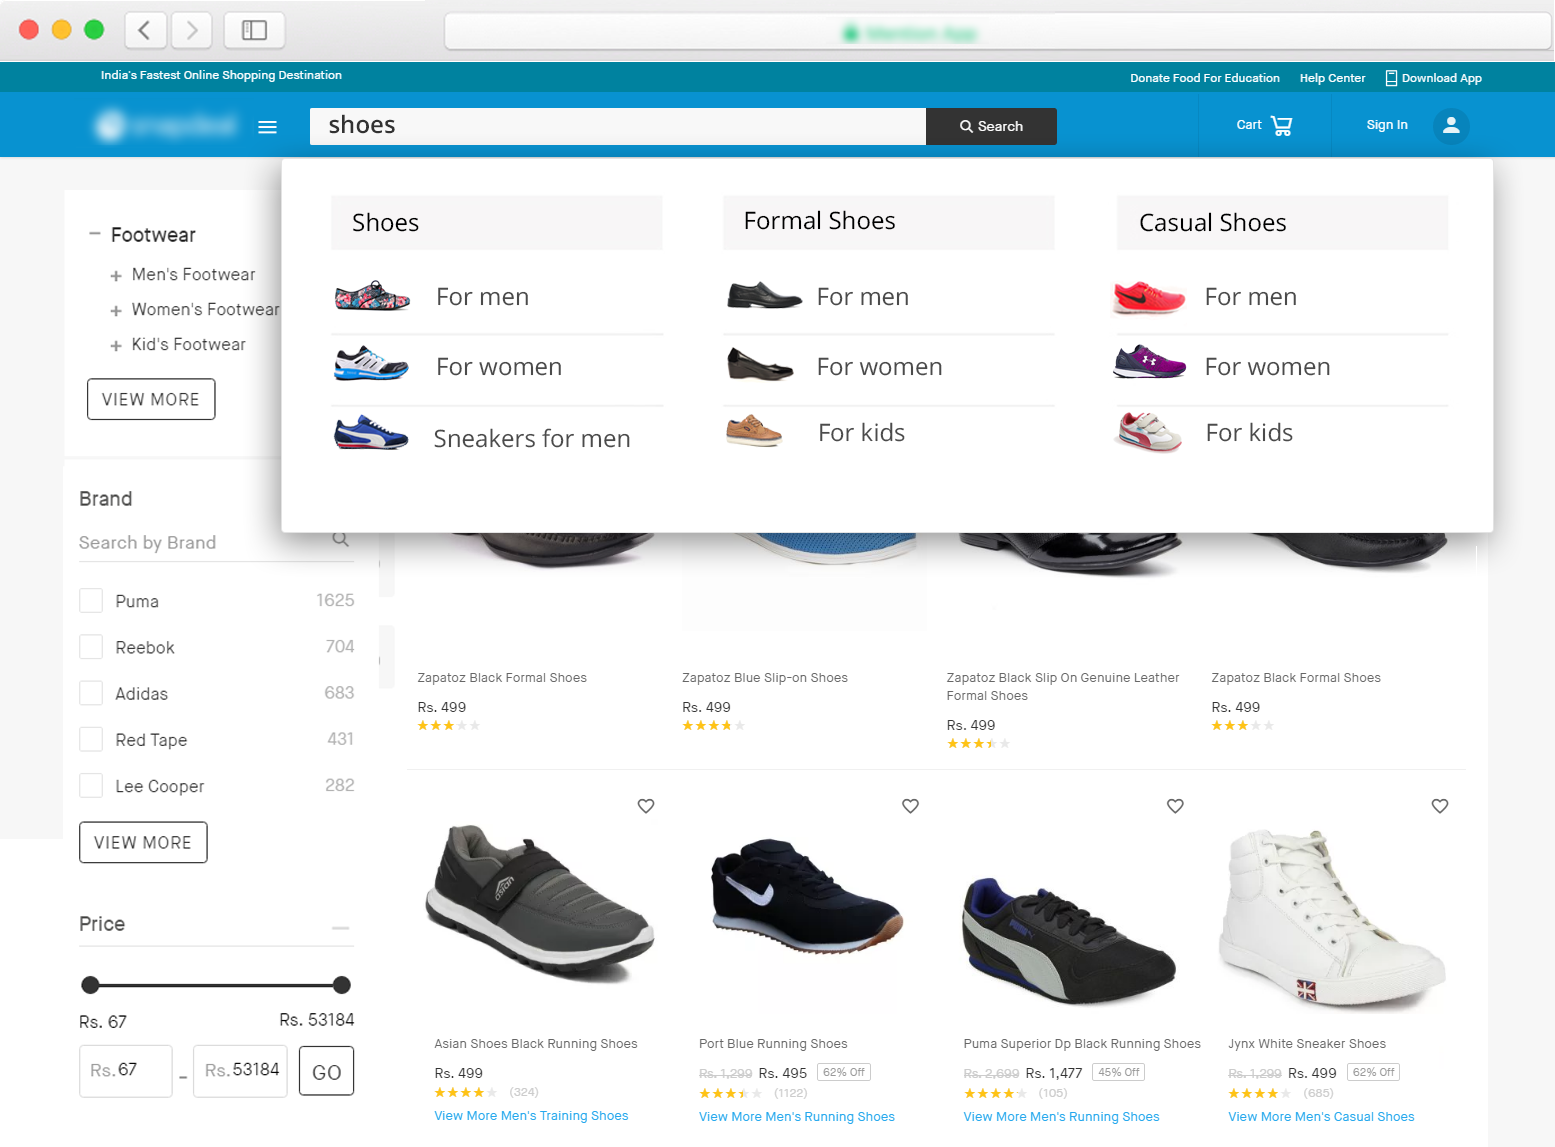 India's Fastest Online Shopping Destination
Donate Food For Education Help Center Download App
shoes
Search
Cart
Sign In
Footwear
Men's Footwear
Women's Footwear
Kid's Footwear
VIEW MORE
Shoes
For men
For women
Sneakers for men
Formal Shoes
For men
For women
For kids
Casual Shoes
For men
For women
For kids
Brand
Search by Brand
Puma 1625
Reebok 704
Adidas 683
Red Tape 431
Lee Cooper 282
VIEW MORE
Price
Rs. 67 Rs. 53184
Rs. 67 - Rs. 53184 GO
Zapatoz Black Formal Shoes
Rs. 499
Zapatoz Blue Slip-on Shoes
Rs. 499
Zapatoz Black Slip On Genuine Leather
Formal Shoes
Rs. 499
Zapatoz Black Formal Shoes
Rs. 499
asian
PUMA
Asian Shoes Black Running Shoes
Rs. 499
(324)
View More Men's Training Shoes
Port Blue Running Shoes
Rs. 1,299 Rs. 495 62% Off
(1122)
View More Men's Running Shoes
Puma Superior Dp Black Running Shoes
Rs. 2,699 Rs. 1,477 45% Off
(105)
View More Men's Running Shoes
Jynx White Sneaker Shoes
Rs. 1,299 Rs. 499 62% Off
(685)
View More Men's Casual Shoes